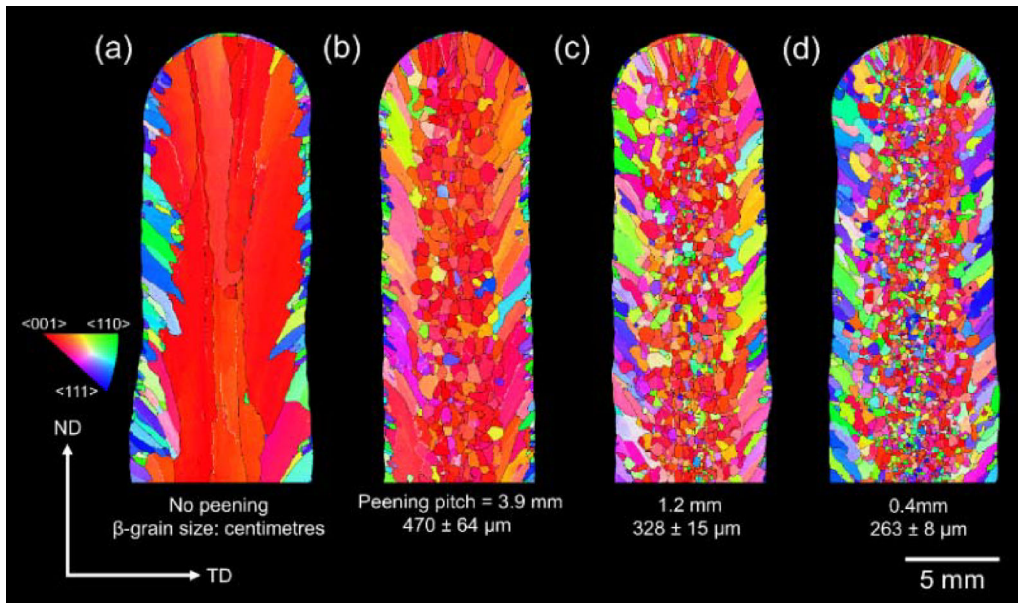 (a)
(b)
(c)
(d)
<001>
<110>
<111>
ND
TD
No peening
β-grain size: centimetres
Peening pitch = 3.9 mm
470 ± 64 µm
1.2 mm
328 ± 15 µm
0.4mm
263 ± 8 µm
5 mm